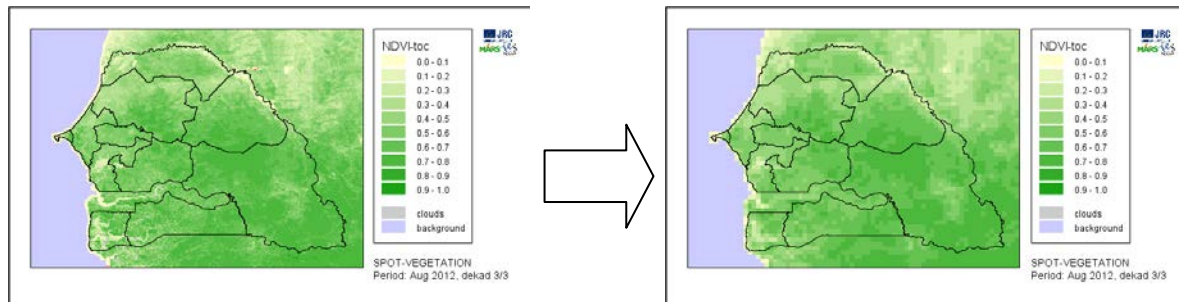 JRC
MARS
NDVI-toc
0.0 - 0.1
0.1 - 0.2
0.2 - 0.3
0.3 - 0.4
0.4 - 0.5
0.5 - 0.6
0.6 - 0.7
0.7 - 0.8
0.8 - 0.9
0.9 - 1.0
clouds
background
SPOT-VEGETATION
Period: Aug 2012, dekad 3/3
JRC
MARS
NDVI-toc
0.0 - 0.1
0.1 - 0.2
0.2 - 0.3
0.3 - 0.4
0.4 - 0.5
0.5 - 0.6
0.6 - 0.7
0.7 - 0.8
0.8 - 0.9
0.9 - 1.0
clouds
background
SPOT-VEGETATION
Period: Aug 2012, dekad 3/3